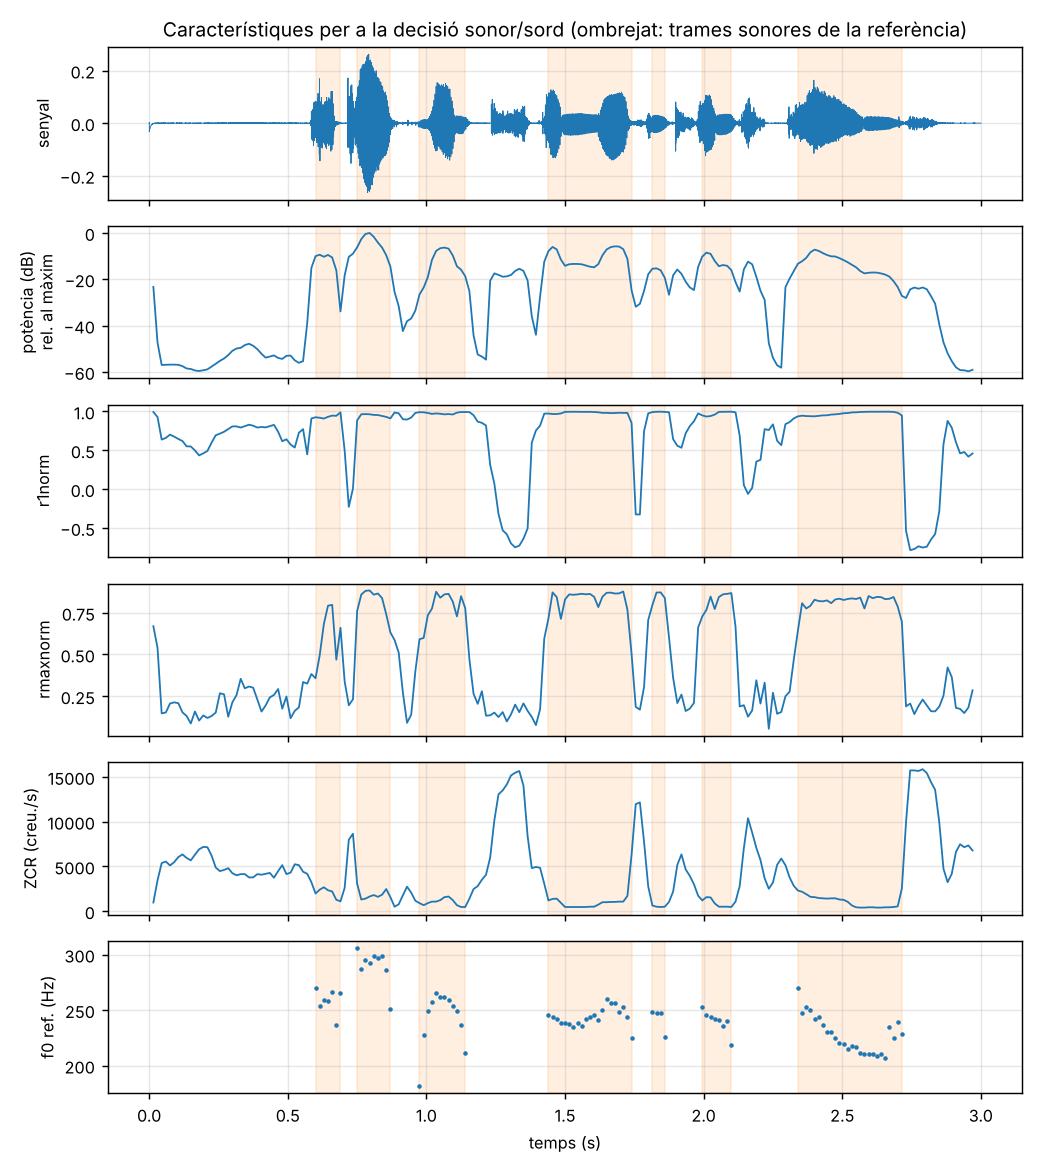 Característiques per a la decisió sonor/sord (ombrejat: trames sonores de la referència)
senyal
0.2
0.0
−0.2
potència (dB)
rel. al màxim
0
−20
−40
−60
r1norm
1.0
0.5
0.0
−0.5
rmaxnorm
0.75
0.50
0.25
ZCR (creu./s)
15000
10000
5000
0
f0 ref. (Hz)
300
250
200
0.0 0.5 1.0 1.5 2.0 2.5 3.0
temps (s)